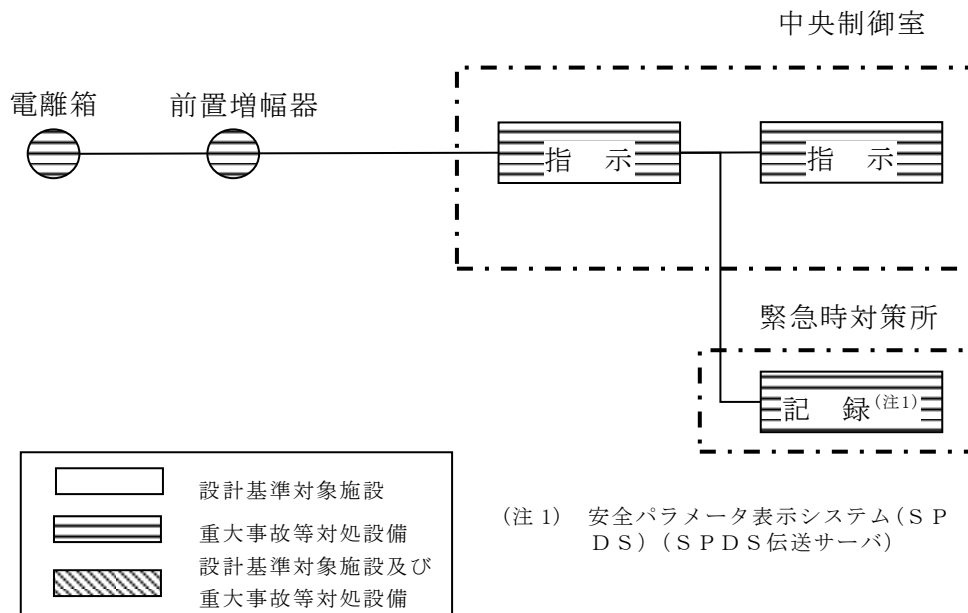 中央制御室
電離箱
前置増幅器
指 示
指 示
緊急時対策所
記 録(注1)
設計基準対象施設
重大事故等対処設備
設計基準対象施設及び
重大事故等対処設備
(注 1) 安全パラメータ表示システム(SP
DS)(SPDS伝送サーバ)